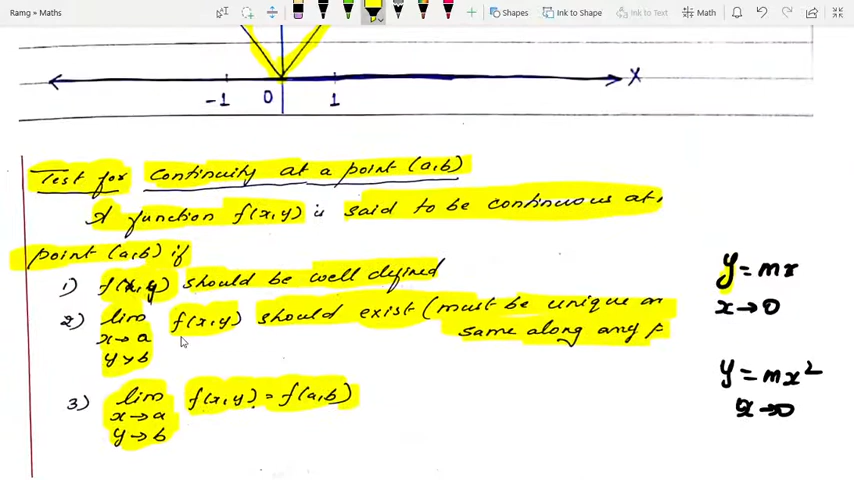 Ramg » Maths
Shapes Ink to Shape Ink to Text Math
X
-1 0 1
Test for Continuity at a point (a,b)
A function f(x,y) is said to be continuous at
point (a,b) if
1) f(x,y) should be well defined
2) lim f(x,y) should exist (must be unique
x→a same along any
y→b
3) lim f(x,y) = f(a,b)
x→a
y→b
y = mx
x→0
y = mx²
x→0